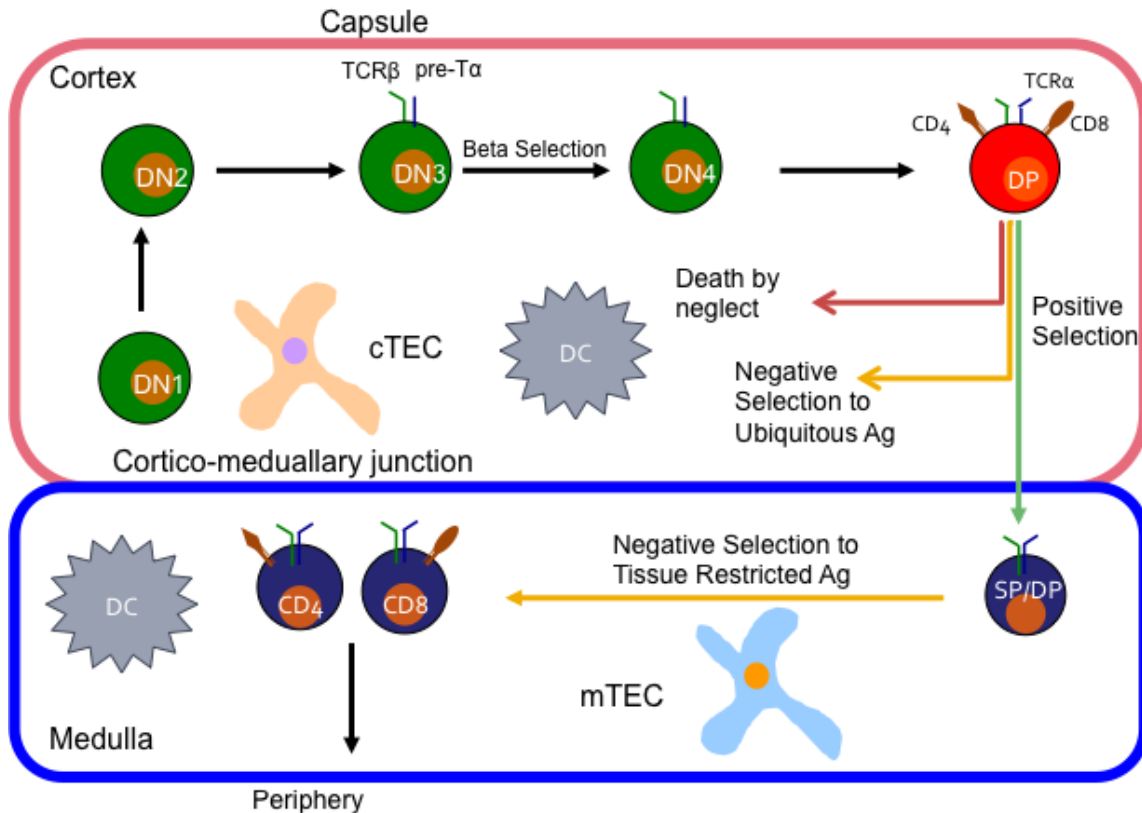 Capsule
Cortex
TCRβ
pre-Tα
TCRα
CD4
CD8
DN2
DN3
Beta Selection
DN4
DP
Death by
neglect
Positive
Selection
cTEC
DC
DN1
Negative
Selection to
Ubiquitous Ag
Cortico-meduallary junction
Negative Selection to
Tissue Restricted Ag
SP/DP
DC
CD4
CD8
mTEC
Medulla
Periphery